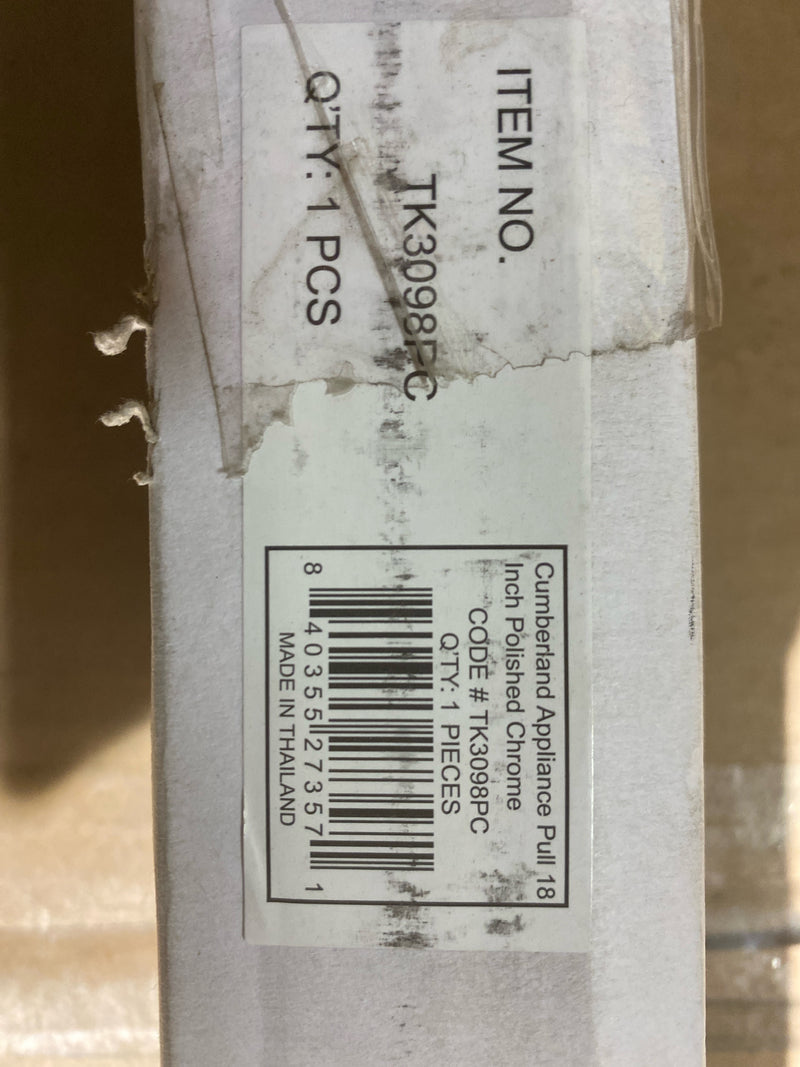 ITEM NO.
TK3098PC
Q'TY: 1 PCS
Cumberland Appliance Pull 18
Inch Polished Chrome
CODE # TK3098PC
Q'TY: 1 PIECES
8 40355 27357 1
MADE IN THAILAND